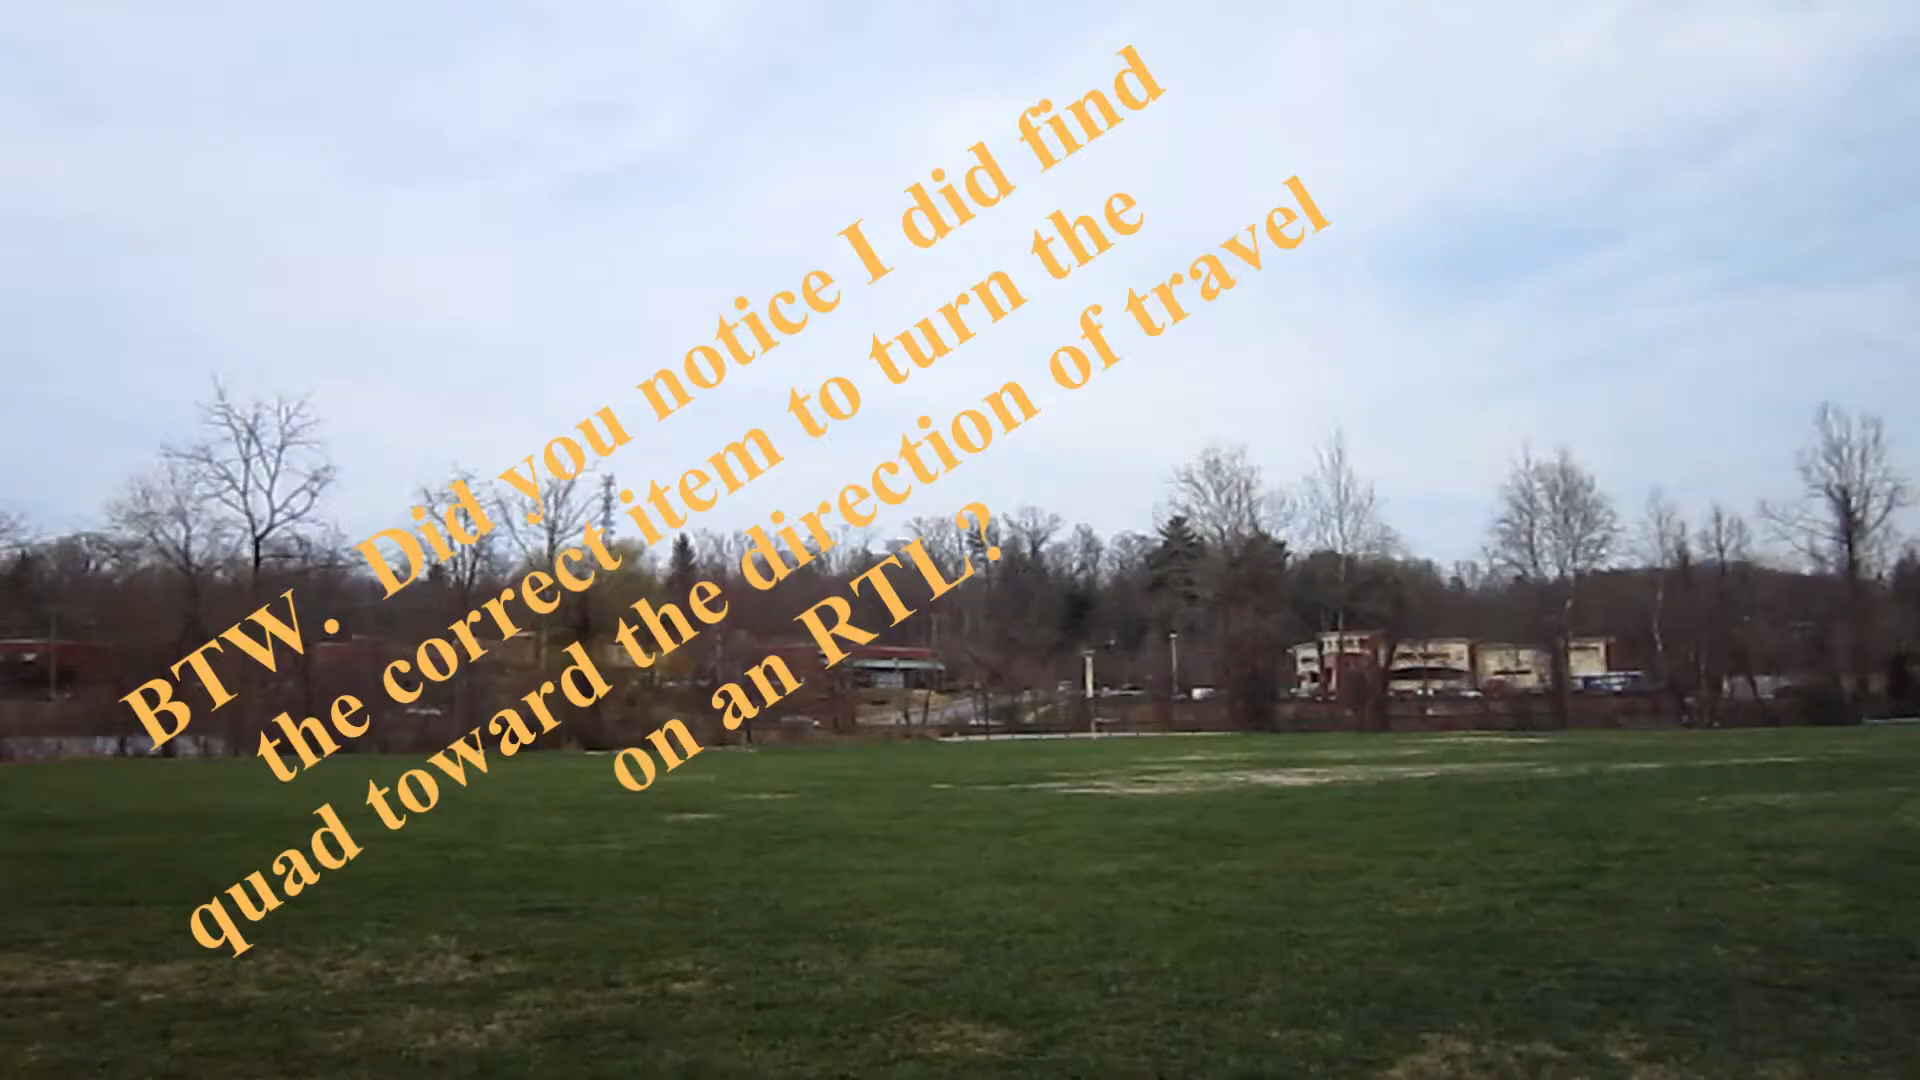 BTW. Did you notice I did find
the correct item to turn the
quad toward the direction of travel
on an RTL?